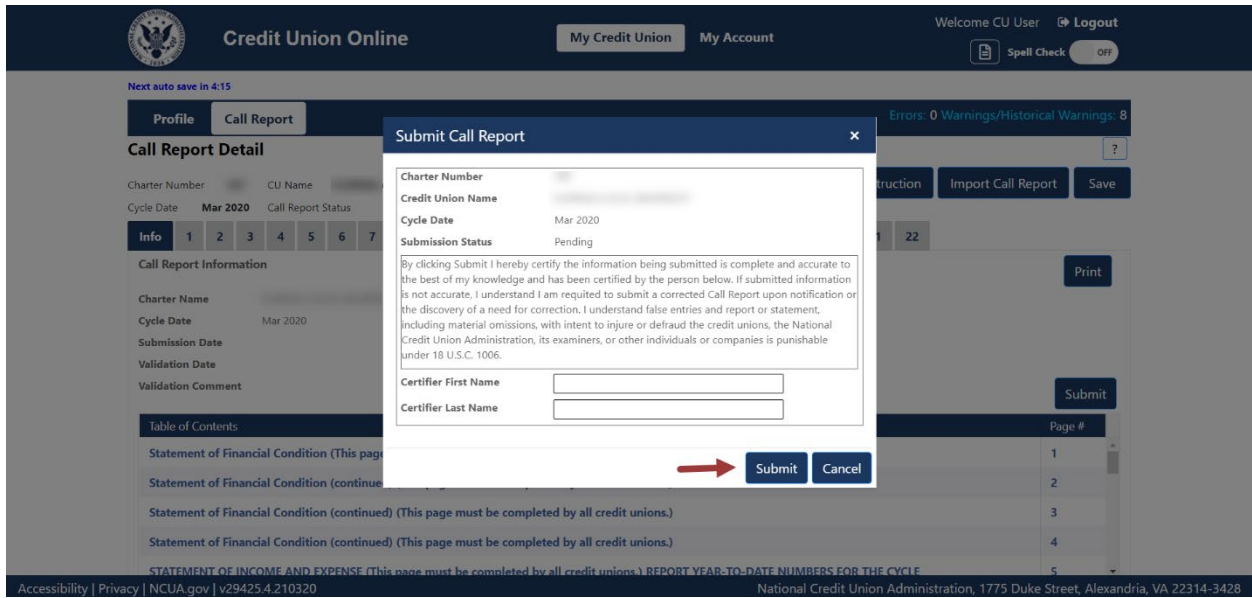 Welcome CU User Logout
Credit Union Online My Credit Union My Account
Spell Check OFF
Next auto save in 4:15
Profile Call Report Errors: 0 Warnings/Historical Warnings: 8
Call Report Detail ?
Charter Number CU Name truction Import Call Report Save
Cycle Date Mar 2020 Call Report Status
Info 1 2 3 4 5 6 7 1 22
Call Report Information Print
Charter Name
Cycle Date Mar 2020
Submission Date
Validation Date
Validation Comment
Submit
Table of Contents Page #
Statement of Financial Condition (This page 1
Statement of Financial Condition (continue 2
Statement of Financial Condition (continued) (This page must be completed by all credit unions.) 3
Statement of Financial Condition (continued) (This page must be completed by all credit unions.) 4
STATEMENT OF INCOME AND EXPENSE (This page must be completed by all credit unions.) REPORT YEAR-TO-DATE NUMBERS FOR THE CYCLE 5
Submit Call Report ×
Charter Number
Credit Union Name
Cycle Date Mar 2020
Submission Status Pending
By clicking Submit I hereby certify the information being submitted is complete and accurate to
the best of my knowledge and has been certified by the person below. If submitted information
is not accurate, I understand I am requited to submit a corrected Call Report upon notification or
the discovery of a need for correction. I understand false entries and report or statement,
including material omissions, with intent to injure or defraud the credit unions, the National
Credit Union Administration, its examiners, or other individuals or companies is punishable
under 18 U.S.C. 1006.
Certifier First Name
Certifier Last Name
Submit Cancel
Accessibility | Privacy | NCUA.gov | v29425.4.210320 National Credit Union Administration, 1775 Duke Street, Alexandria, VA 22314-3428